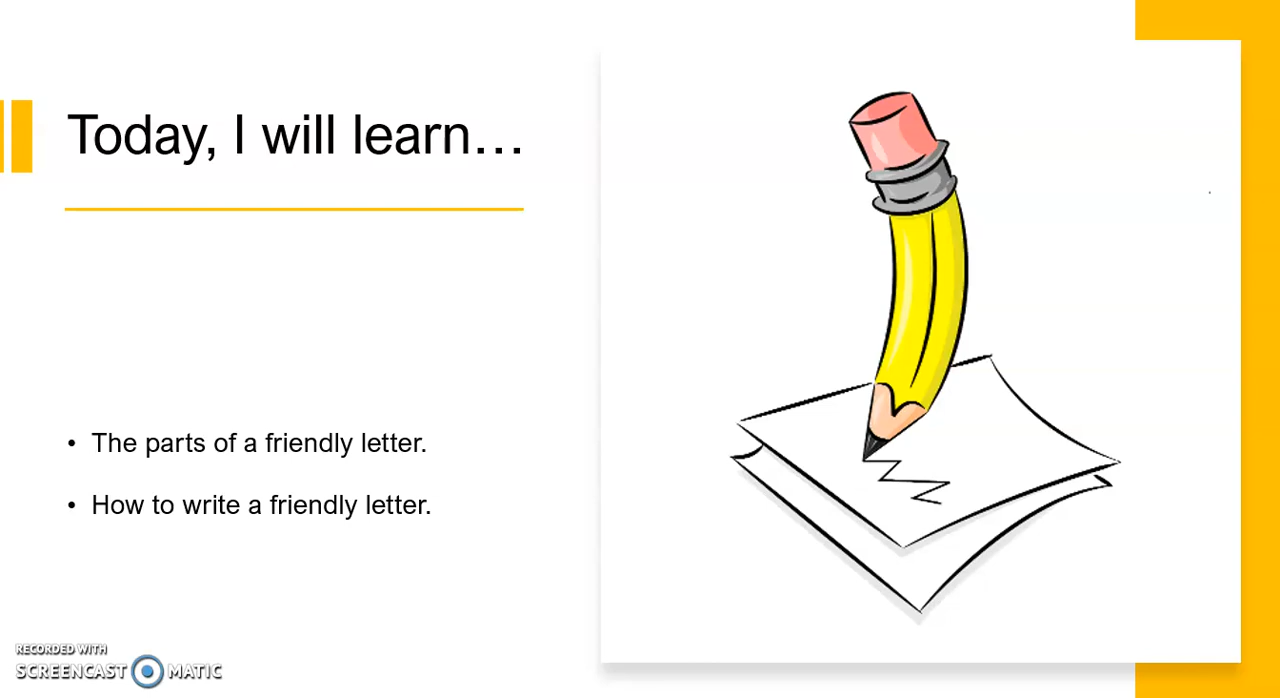 Today, I will learn…
• The parts of a friendly letter.
• How to write a friendly letter.
RECORDED WITH
SCREENCAST MATIC